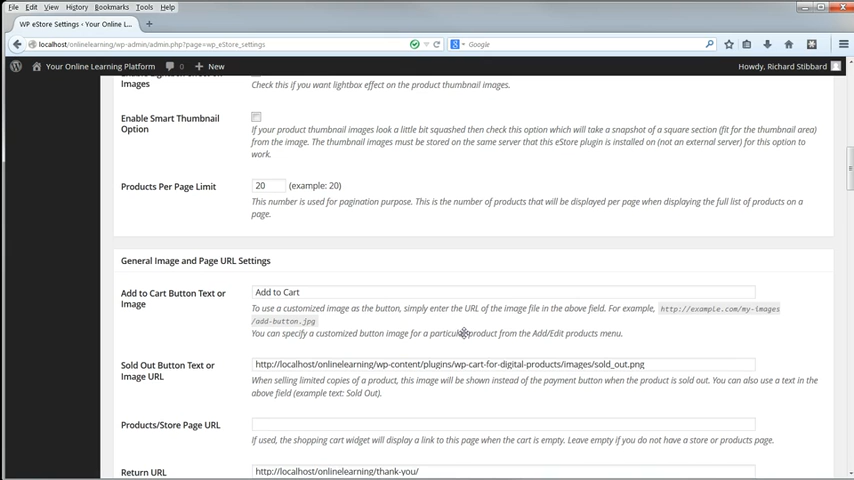 File Edit View History Bookmarks Tools Help
WP eStore Settings ‹ Your Online L...
localhost/onlinelearning/wp-admin/admin.php?page=wp_eStore_settings
Google
Your Online Learning Platform 0 New Howdy, Richard Stibbard
Images
Check this if you want lightbox effect on the product thumbnail images.
Enable Smart Thumbnail
Option
If your product thumbnail images look a little bit squashed then check this option which will take a snapshot of a square section (fit for the thumbnail area)
from the image. The thumbnail images must be stored on the same server that this eStore plugin is installed on (not an external server) for this option to
work.
Products Per Page Limit
20 (example: 20)
This number is used for pagination purpose. This is the number of products that will be displayed per page when displaying the full list of products on a
page.
General Image and Page URL Settings
Add to Cart Button Text or
Image
Add to Cart
To use a customized image as the button, simply enter the URL of the image file in the above field. For example, http://example.com/my-images
/add-button.jpg
You can specify a customized button image for a particular product from the Add/Edit products menu.
Sold Out Button Text or
Image URL
http://localhost/onlinelearning/wp-content/plugins/wp-cart-for-digital-products/images/sold_out.png
When selling limited copies of a product, this image will be shown instead of the payment button when the product is sold out. You can also use a text in the
above field (example text: Sold Out).
Products/Store Page URL
If used, the shopping cart widget will display a link to this page when the cart is empty. Leave empty if you do not have a store or products page.
Return URL
http://localhost/onlinelearning/thank-you/